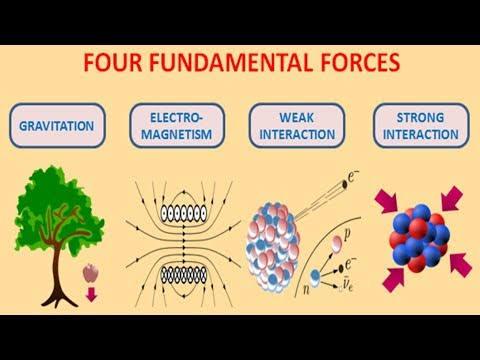 FOUR FUNDAMENTAL FORCES
GRAVITATION
ELECTRO-
MAGNETISM
WEAK
INTERACTION
STRONG
INTERACTION
e⁻
p
e⁻
n
ν̄ₑ